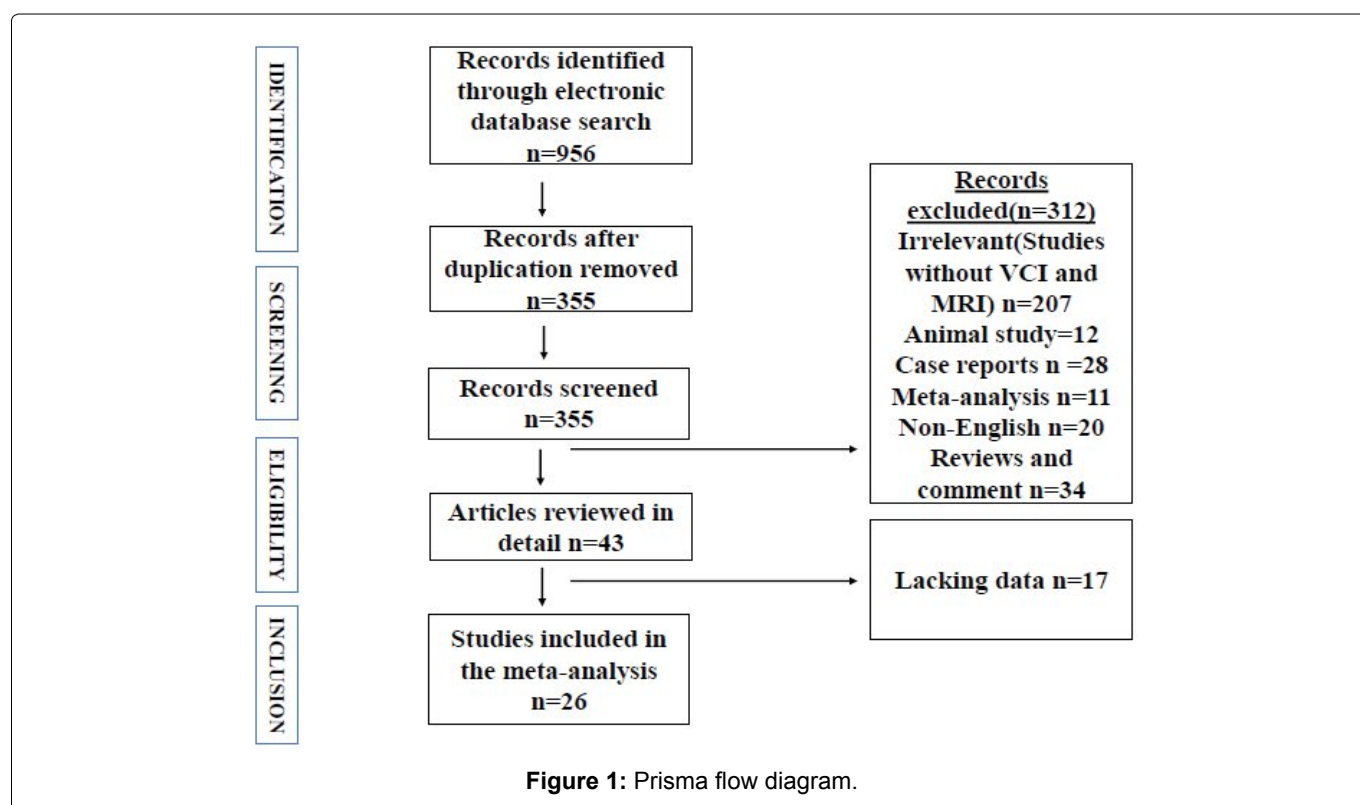 IDENTIFICATION
Records identified
through electronic
database search
n=956
Records after
duplication removed
n=355
SCREENING
Records screened
n=355
Records
excluded(n=312)
Irrelevant(Studies
without VCI and
MRI) n=207
Animal study=12
Case reports n =28
Meta-analysis n=11
Non-English n=20
Reviews and
comment n=34
ELIGIBILITY
Articles reviewed in
detail n=43
Lacking data n=17
INCLUSION
Studies included in
the meta-analysis
n=26
Figure 1: Prisma flow diagram.